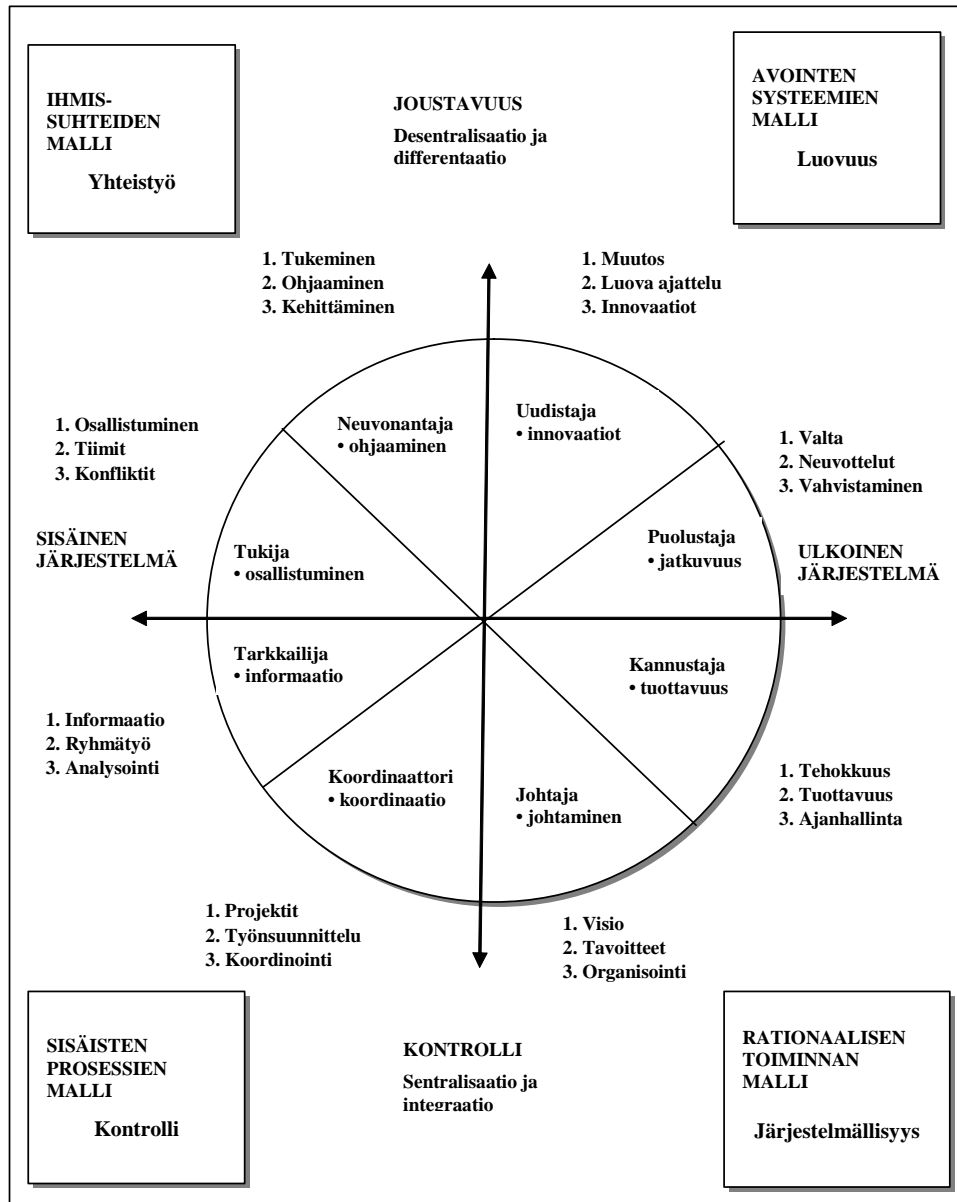 IHMIS-
SUHTEIDEN
MALLI
Yhteistyö
JOUSTAVUUS
Desentralisaatio ja
differentaatio
AVOINTEN
SYSTEEMIEN
MALLI
Luovuus
1. Tukeminen
2. Ohjaaminen
3. Kehittäminen
1. Muutos
2. Luova ajattelu
3. Innovaatiot
1. Osallistuminen
2. Tiimit
3. Konfliktit
Neuvonantaja
• ohjaaminen
Uudistaja
• innovaatiot
1. Valta
2. Neuvottelut
3. Vahvistaminen
SISÄINEN
JÄRJESTELMÄ
Tukija
• osallistuminen
Puolustaja
• jatkuvuus
ULKOINEN
JÄRJESTELMÄ
Tarkkailija
• informaatio
Kannustaja
• tuottavuus
1. Informaatio
2. Ryhmätyö
3. Analysointi
Koordinaattori
• koordinaatio
Johtaja
• johtaminen
1. Tehokkuus
2. Tuottavuus
3. Ajanhallinta
1. Projektit
2. Työnsuunnittelu
3. Koordinointi
1. Visio
2. Tavoitteet
3. Organisointi
SISÄISTEN
PROSESSIEN
MALLI
Kontrolli
KONTROLLI
Sentralisaatio ja
integraatio
RATIONAALISEN
TOIMINNAN
MALLI
Järjestelmällisyys